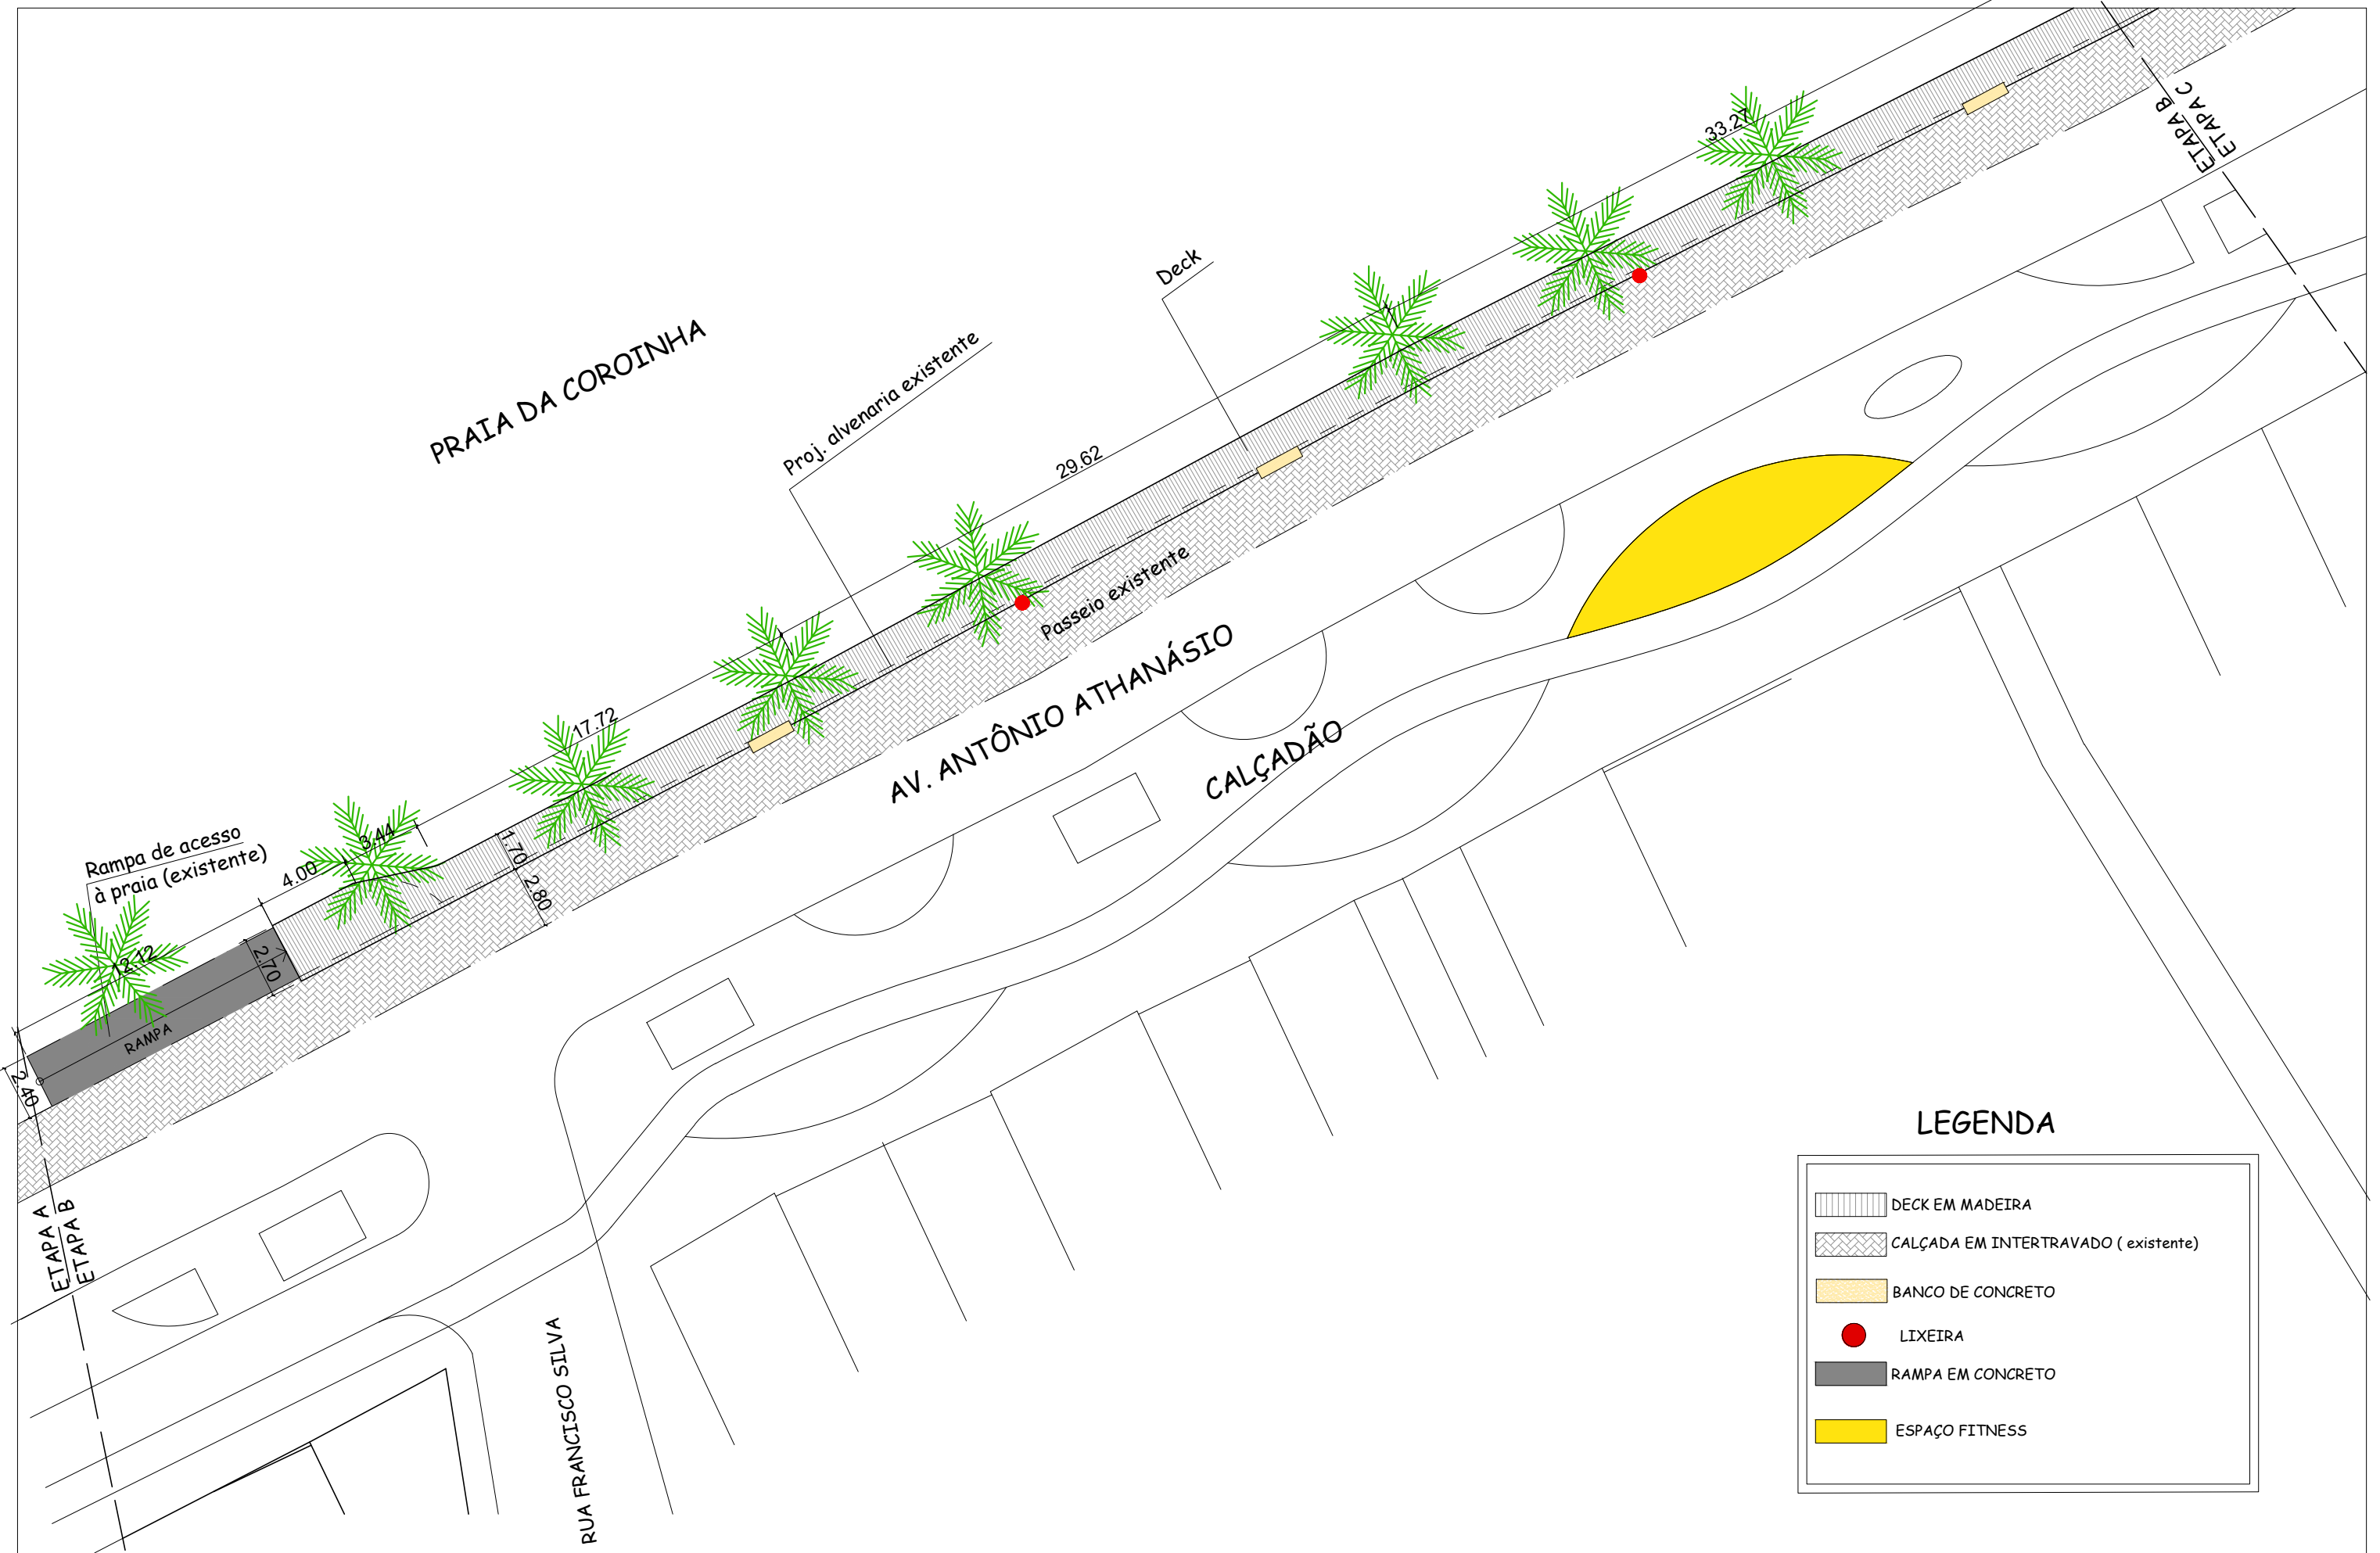 ETAPA B
ETAPA C
33.27
Deck
PRAIA DA COROINHA
Proj. alvenaria existente
29.62
Passeio existente
AV. ANTÔNIO ATHANÁSIO
CALÇADÃO
17.72
Rampa de acesso
à praia (existente)
3.44
4.00
1.70
2.80
12.12
2.70
RAMPA
2.40
ETAPA A
ETAPA B
RUA FRANCISCO SILVA
LEGENDA
DECK EM MADEIRA
CALÇADA EM INTERTRAVADO ( existente)
BANCO DE CONCRETO
LIXEIRA
RAMPA EM CONCRETO
ESPAÇO FITNESS